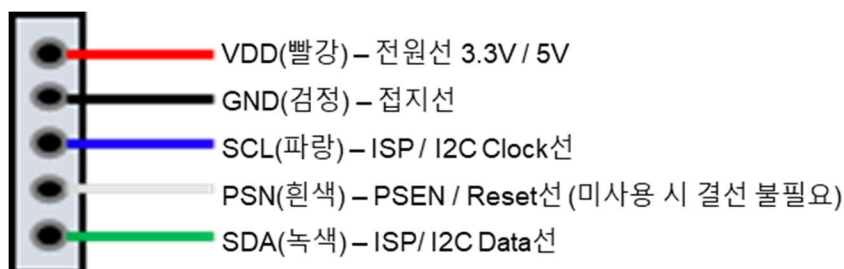 VDD(빨강) – 전원선 3.3V / 5V
GND(검정) – 접지선
SCL(파랑) – ISP / I2C Clock선
PSN(흰색) – PSEN / Reset선 (미사용 시 결선 불필요)
SDA(녹색) – ISP/ I2C Data선